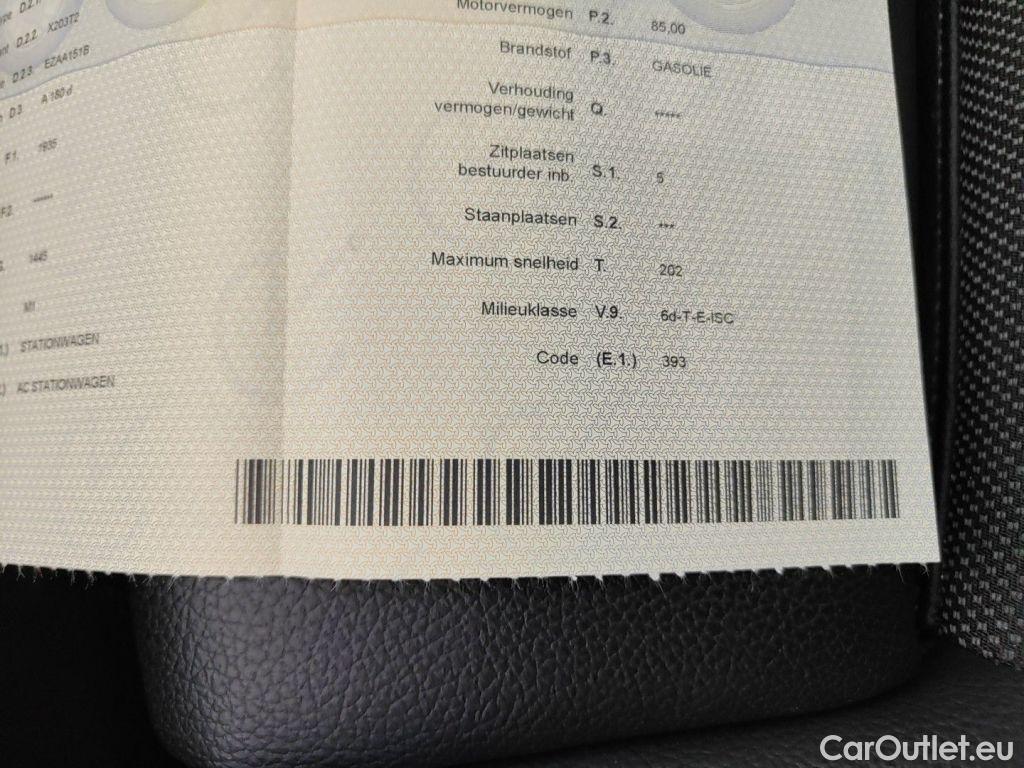 D.2.1
D.2.2 X203T2
D.2.3. EZAA151B
D.3 A 180 d
F.1. 1935
F.2 ******
1445
M1
STATIONWAGEN
AC STATIONWAGEN
Motorvermogen P.2. 85,00
Brandstof P.3. GASOLIE
Verhouding
vermogen/gewicht Q. *****
Zitplaatsen
bestuurder inb. S.1. 5
Staanplaatsen S.2. ***
Maximum snelheid T. 202
Milieuklasse V.9. 6d-T-E-ISC
Code (E.1.) 393
CarOutlet.eu